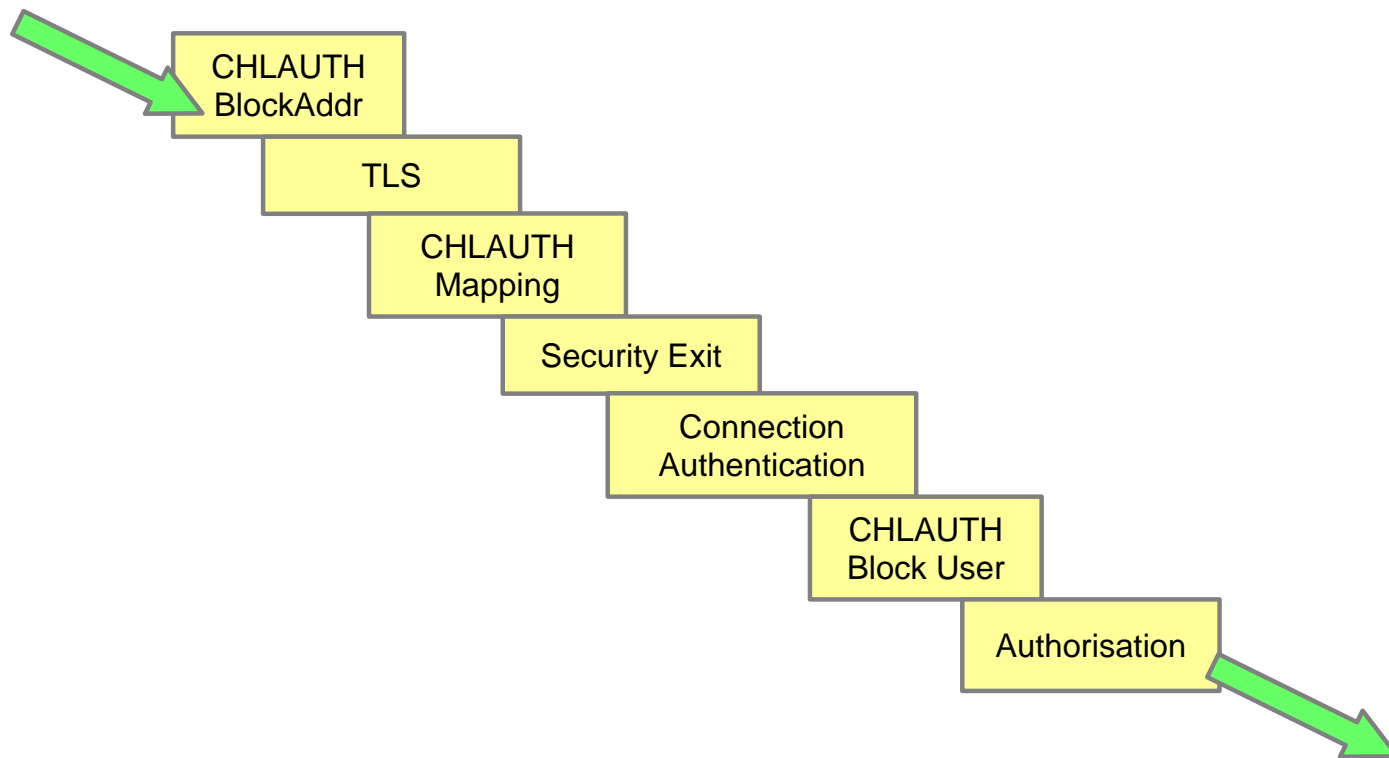 CHLAUTH
BlockAddr
TLS
CHLAUTH
Mapping
Security Exit
Connection
Authentication
CHLAUTH
Block User
Authorisation